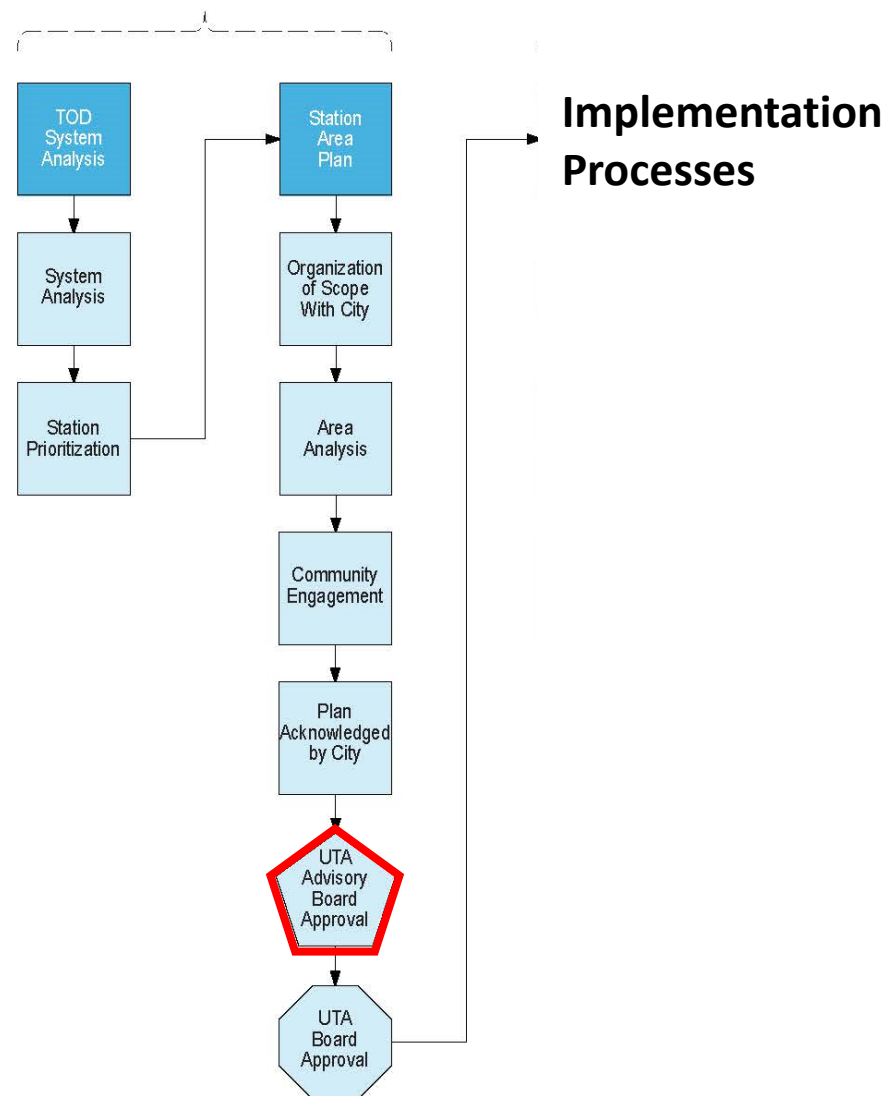 TOD
System
Analysis
System
Analysis
Station
Prioritization
Station
Area
Plan
Organization
of Scope
With City
Area
Analysis
Community
Engagement
Plan
Acknowledged
by City
UTA
Advisory
Board
Approval
UTA
Board
Approval
Implementation
Processes